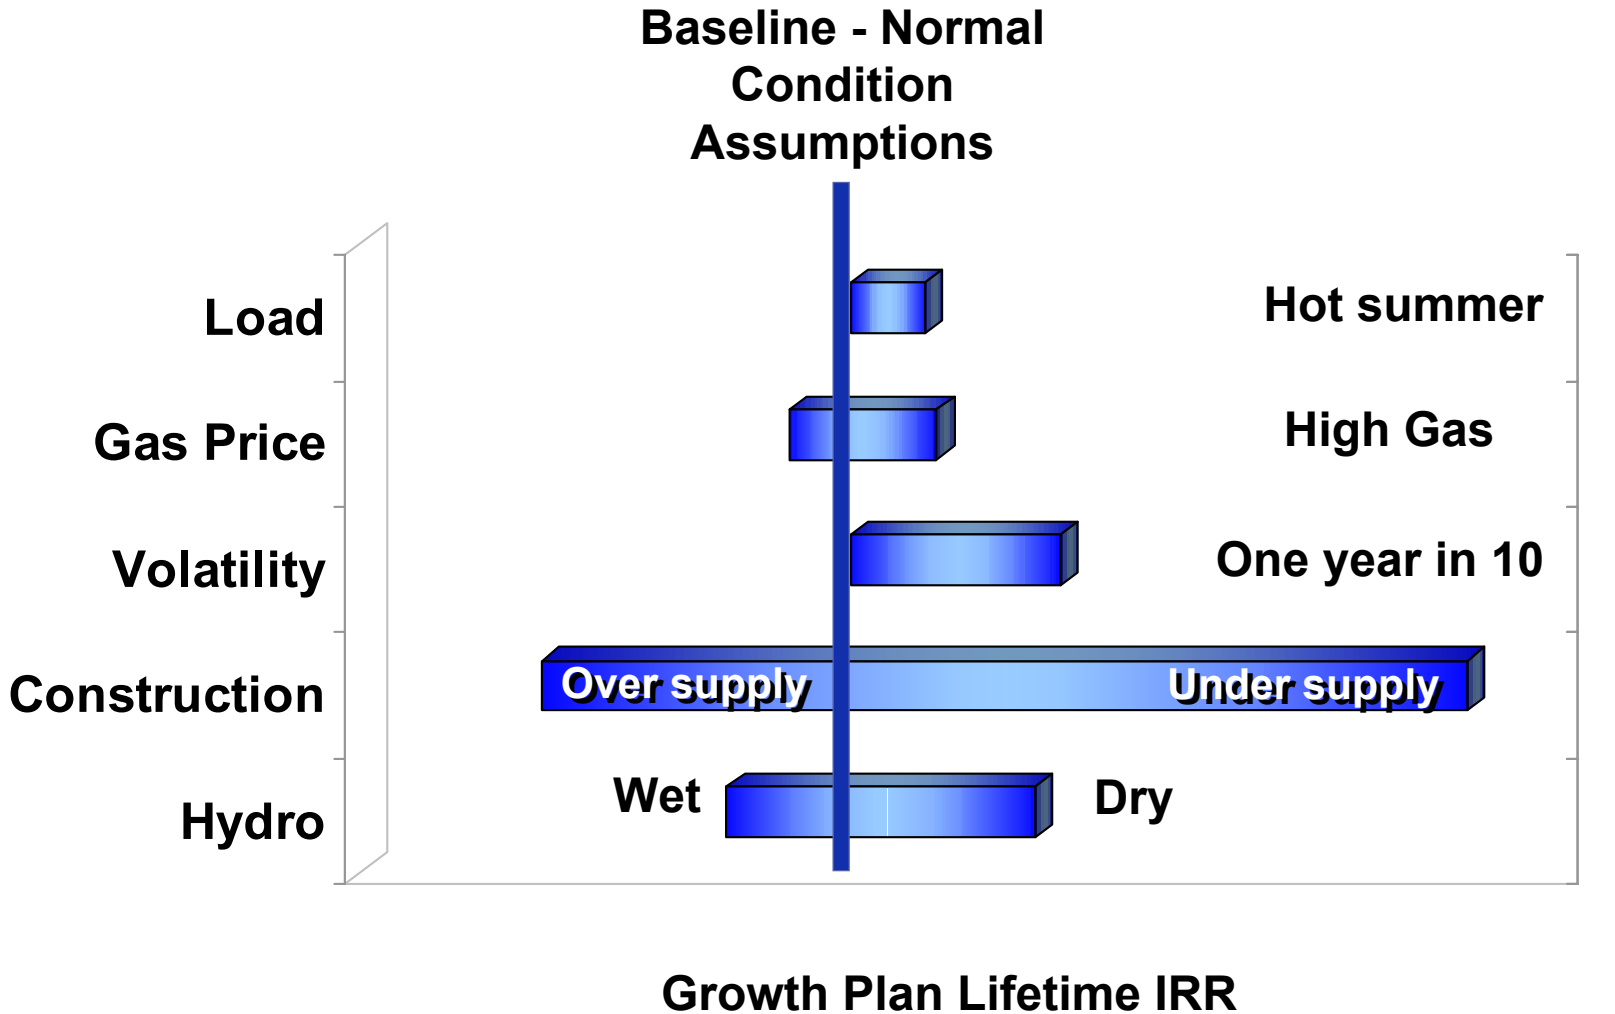 Baseline - Normal
Condition
Assumptions
Load
Hot summer
Gas Price
High Gas
Volatility
One year in 10
Construction
Over supply
Under supply
Hydro
Wet
Dry
Growth Plan Lifetime IRR